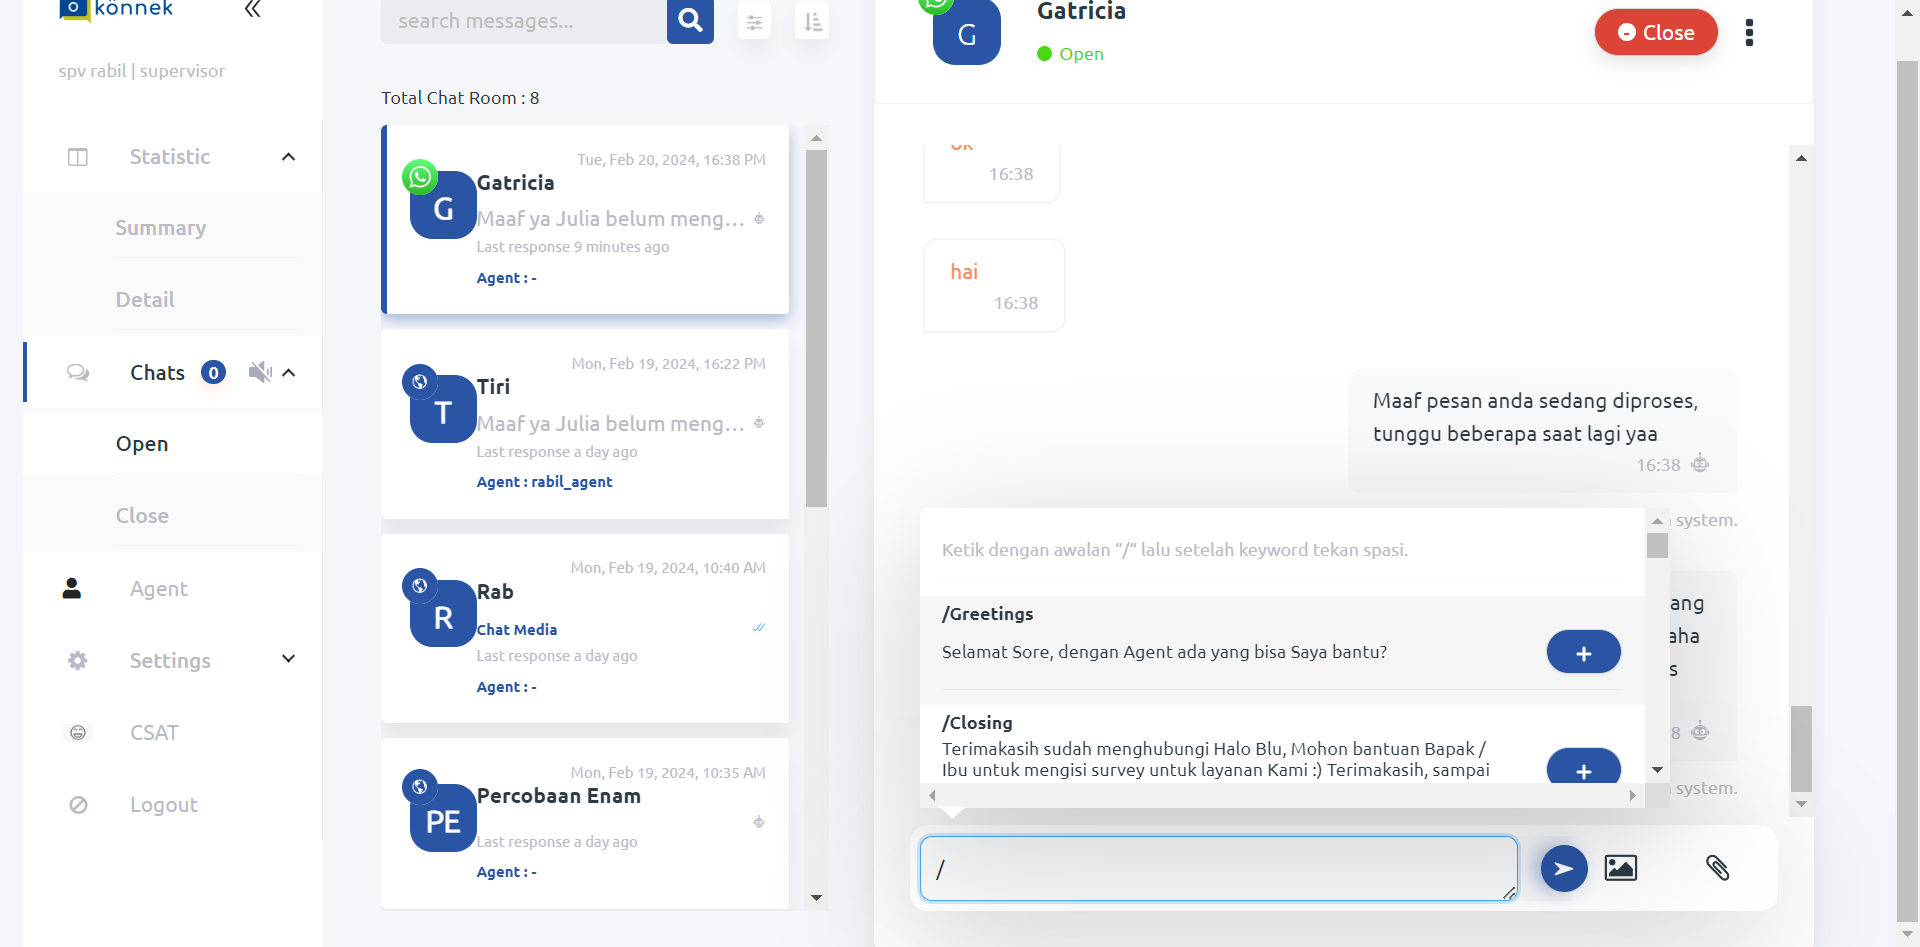 könnek
spv rabil | supervisor
Statistic
Summary
Detail
Chats 0
Open
Close
Agent
Settings
CSAT
Logout
search messages...
Total Chat Room : 8
Tue, Feb 20, 2024, 16:38 PM
G
Gatricia
Maaf ya Julia belum meng...
Last response 9 minutes ago
Agent : -
Mon, Feb 19, 2024, 16:22 PM
T
Tiri
Maaf ya Julia belum meng...
Last response a day ago
Agent : rabil_agent
Mon, Feb 19, 2024, 10:40 AM
R
Rab
Chat Media
Last response a day ago
Agent : -
Mon, Feb 19, 2024, 10:35 AM
PE
Percobaan Enam
Last response a day ago
Agent : -
G
Gatricia
Open
Close
ok
16:38
hai
16:38
Maaf pesan anda sedang diproses,
tunggu beberapa saat lagi yaa
16:38
system.
ang
aha
s
8
system.
Ketik dengan awalan “/“ lalu setelah keyword tekan spasi.
/Greetings
Selamat Sore, dengan Agent ada yang bisa Saya bantu?
+
/Closing
Terimakasih sudah menghubungi Halo Blu, Mohon bantuan Bapak /
Ibu untuk mengisi survey untuk layanan Kami :) Terimakasih, sampai
+
/